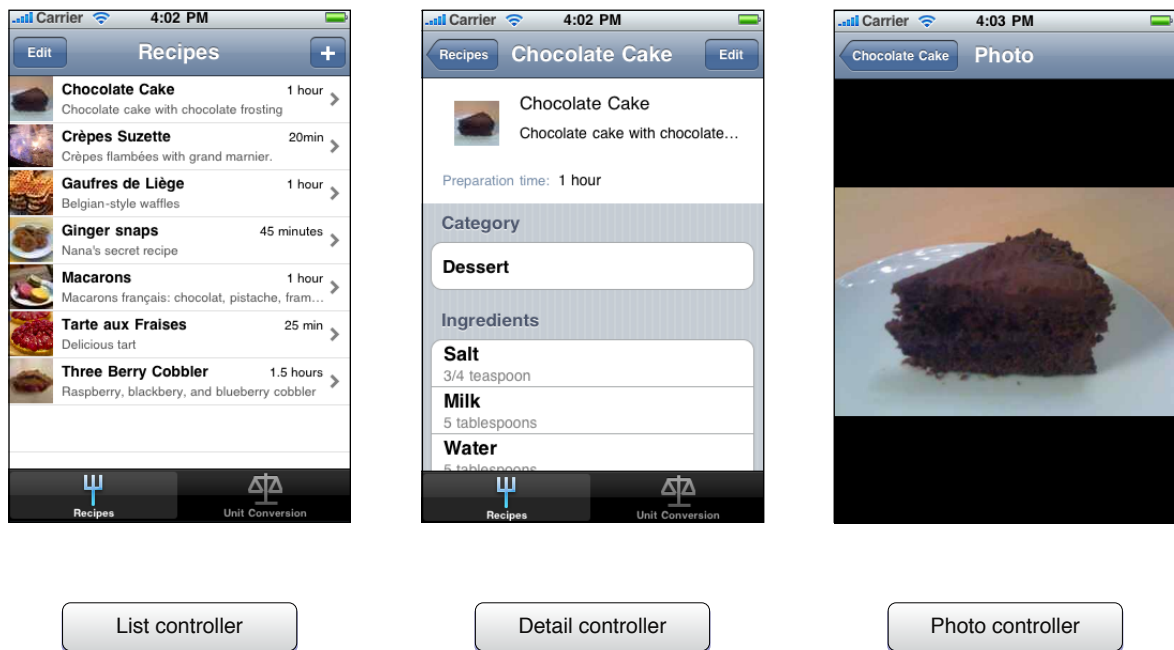 Carrier 4:02 PM
Edit Recipes +
Chocolate Cake 1 hour
Chocolate cake with chocolate frosting
Crèpes Suzette 20min
Crèpes flambées with grand marnier.
Gaufres de Liège 1 hour
Belgian-style waffles
Ginger snaps 45 minutes
Nana's secret recipe
Macarons 1 hour
Macarons français: chocolat, pistache, fram…
Tarte aux Fraises 25 min
Delicious tart
Three Berry Cobbler 1.5 hours
Raspberry, blackbery, and blueberry cobbler
Recipes Unit Conversion
List controller
Carrier 4:02 PM
Recipes Chocolate Cake Edit
Chocolate Cake
Chocolate cake with chocolate…
Preparation time: 1 hour
Category
Dessert
Ingredients
Salt
3/4 teaspoon
Milk
5 tablespoons
Water
5 tablespoons
Recipes Unit Conversion
Detail controller
Carrier 4:03 PM
Chocolate Cake Photo
Photo controller